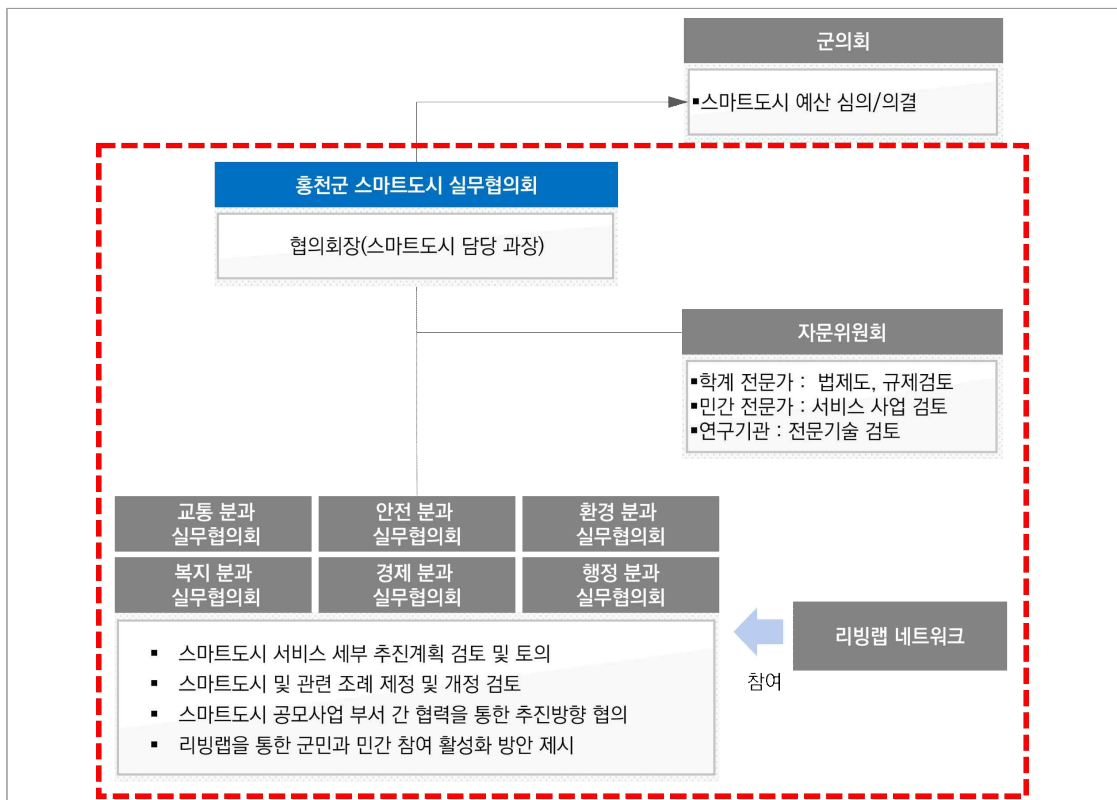 군의회
▪스마트도시 예산 심의/의결
홍천군 스마트도시 실무협의회
협의회장(스마트도시 담당 과장)
자문위원회
▪학계 전문가 : 법제도, 규제검토
▪민간 전문가 : 서비스 사업 검토
▪연구기관 : 전문기술 검토
교통 분과
실무협의회
안전 분과
실무협의회
환경 분과
실무협의회
복지 분과
실무협의회
경제 분과
실무협의회
행정 분과
실무협의회
▪ 스마트도시 서비스 세부 추진계획 검토 및 토의
▪ 스마트도시 및 관련 조례 제정 및 개정 검토
▪ 스마트도시 공모사업 부서 간 협력을 통한 추진방향 협의
▪ 리빙랩을 통한 군민과 민간 참여 활성화 방안 제시
리빙랩 네트워크
참여